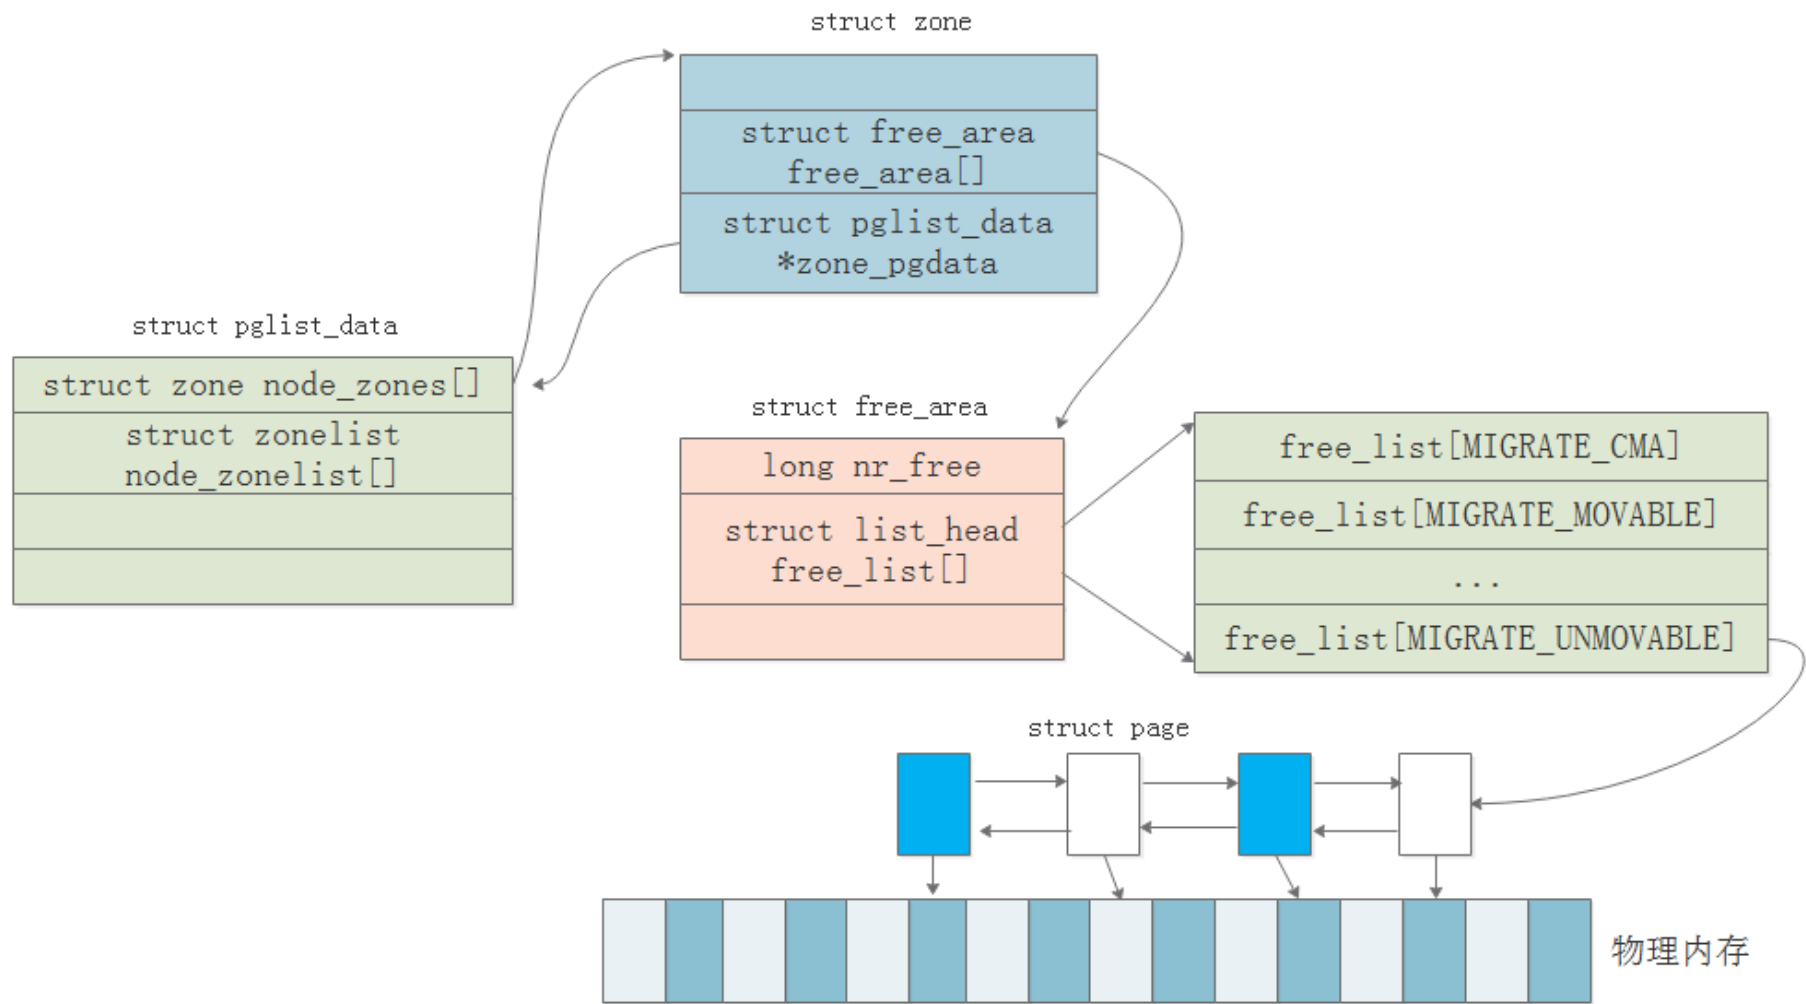 struct zone
struct free_area
free_area[]
struct pglist_data
*zone_pgdata
struct pglist_data
struct zone node_zones[]
struct zonelist
node_zonelist[]
struct free_area
long nr_free
struct list_head
free_list[]
free_list[MIGRATE_CMA]
free_list[MIGRATE_MOVABLE]
...
free_list[MIGRATE_UNMOVABLE]
struct page
物理内存